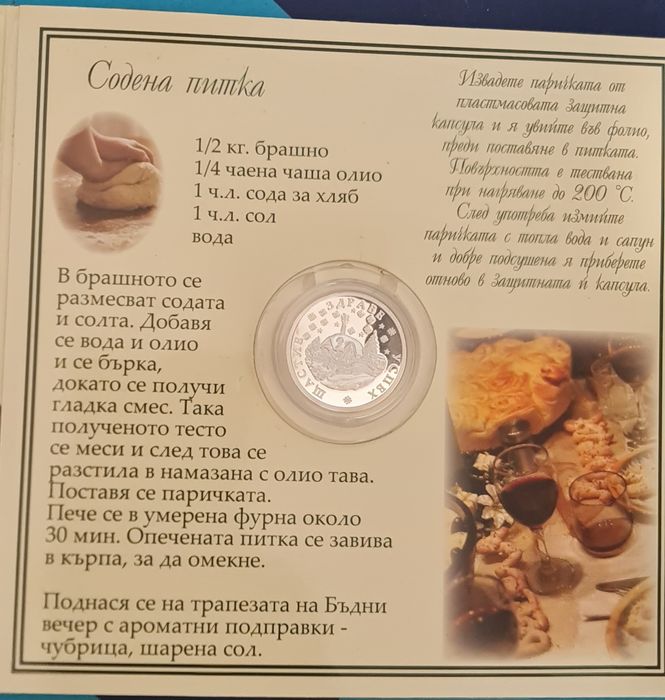 Содена питка
1/2 кг. брашно
1/4 чаена чаша олио
1 ч.л. сода за хляб
1 ч.л. сол
вода
В брашното се
размесват содата
и солта. Добавя
се вода и олио
и се бърка,
докато се получи
гладка смес. Така
полученото тесто
се меси и след това се
разстила в намазана с олио тава.
Поставя се паричката.
Пече се в умерена фурна около
30 мин. Опечената питка се завива
в кърпа, за да омекне.
Поднася се на трапезата на Бъдни
вечер с ароматни подправки -
чубрица, шарена сол.
Извадете паричката от
пластмасовата защитна
капсула и я увийте във фолио,
преди поставяне в питката.
Повърхността е тествана
при нагряване до 200 °C.
След употреба измийте
паричката с топла вода и сапун
и добре подсушена я приберете
отново в защитната ѝ капсула.
ЩАСТИЕ ЗДРАВЕ УСПЕХ